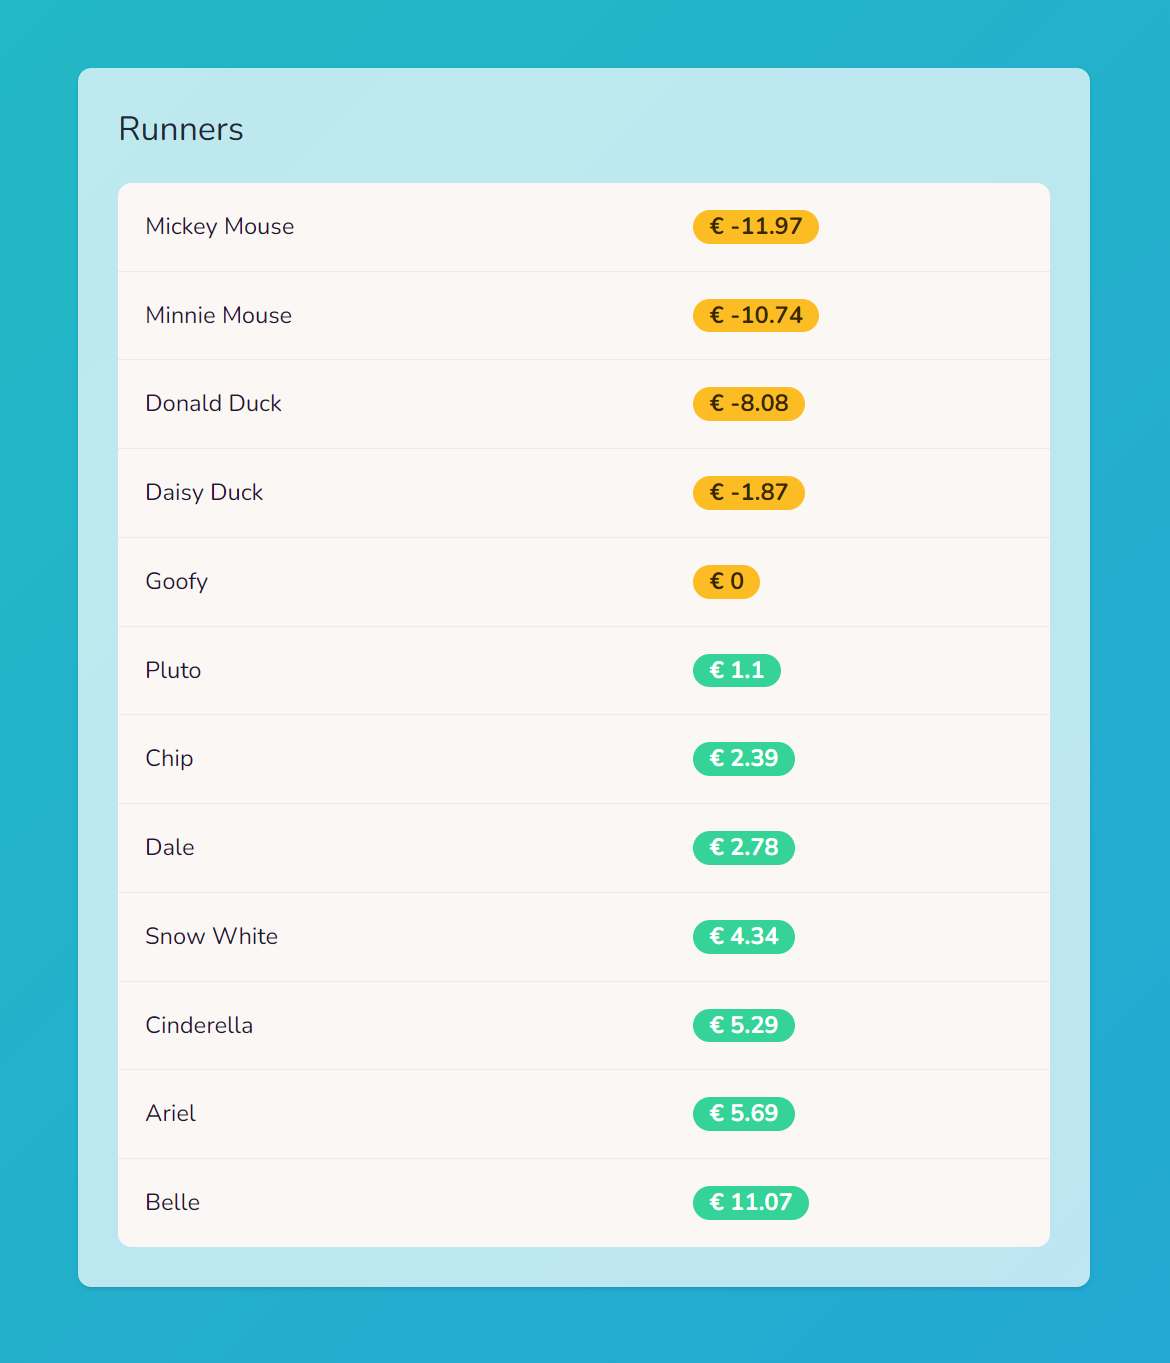 Runners
Mickey Mouse € -11.97
Minnie Mouse € -10.74
Donald Duck € -8.08
Daisy Duck € -1.87
Goofy € 0
Pluto € 1.1
Chip € 2.39
Dale € 2.78
Snow White € 4.34
Cinderella € 5.29
Ariel € 5.69
Belle € 11.07